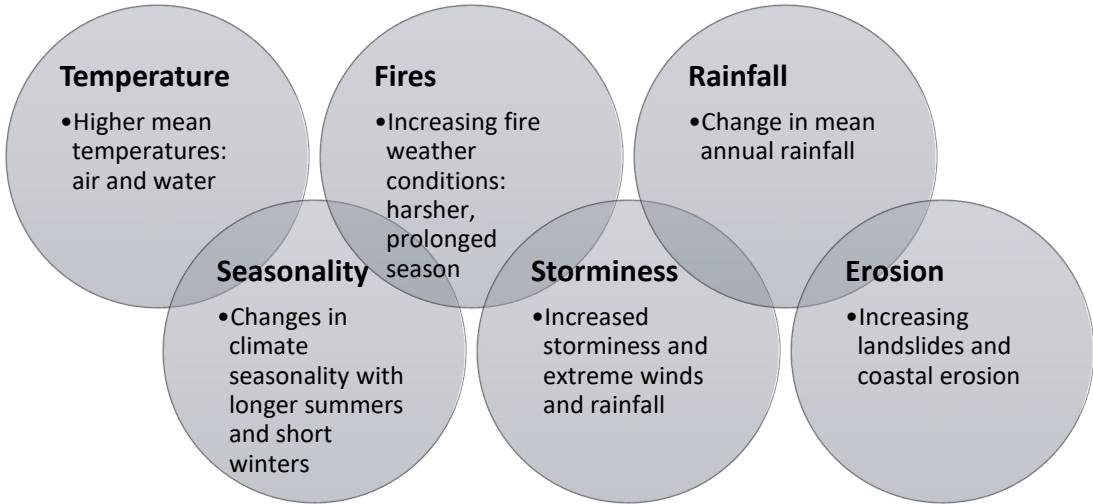 Temperature
•Higher mean
temperatures:
air and water
Fires
•Increasing fire
weather
conditions:
harsher,
prolonged
season
Rainfall
•Change in mean
annual rainfall
Seasonality
•Changes in
climate
seasonality with
longer summers
and short
winters
Storminess
•Increased
storminess and
extreme winds
and rainfall
Erosion
•Increasing
landslides and
coastal erosion